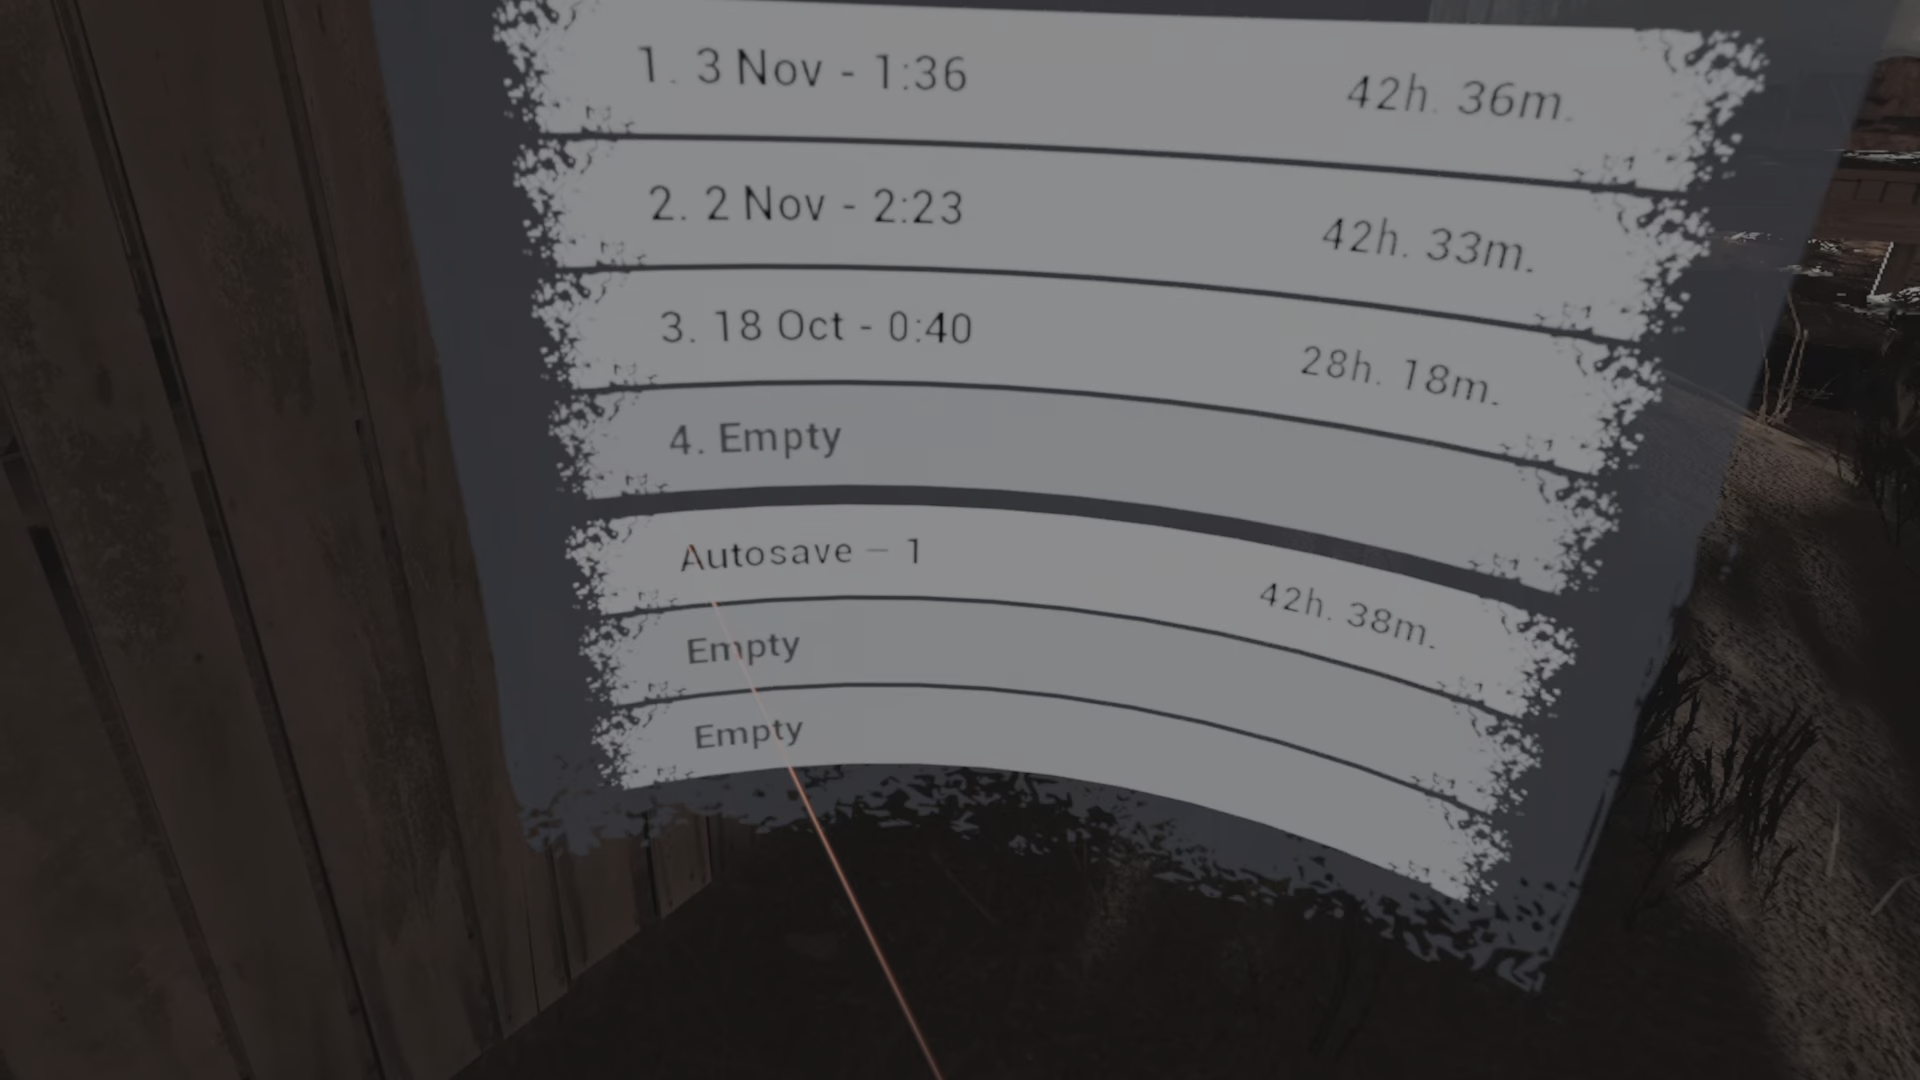 1. 3 Nov - 1:36 42h. 36m.
2. 2 Nov - 2:23 42h. 33m.
3. 18 Oct - 0:40 28h. 18m.
4. Empty
Autosave – 1 42h. 38m.
Empty
Empty